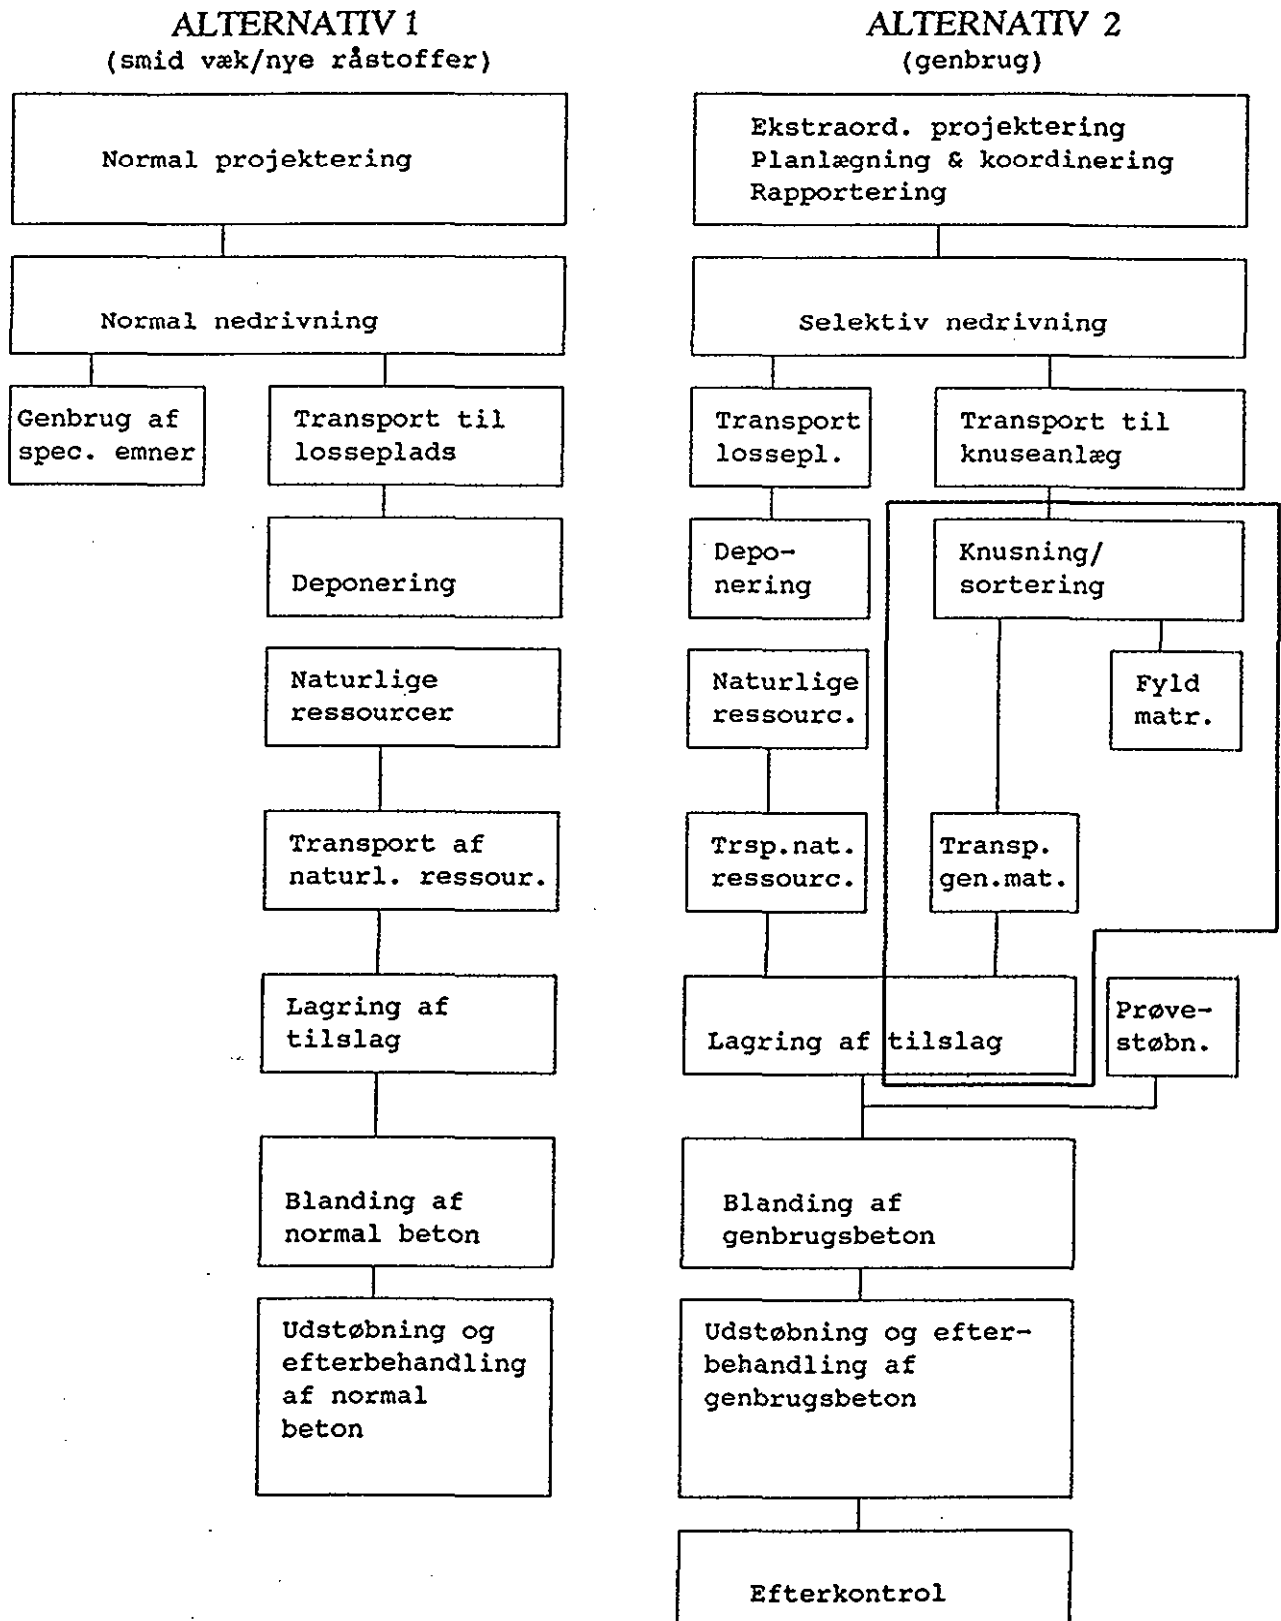 ALTERNATIV 1
(smid væk/nye råstoffer)
Normal projektering
Normal nedrivning
Genbrug af
spec. emner
Transport til
losseplads
Deponering
Naturlige
ressourcer
Transport af
naturl. ressour.
Lagring af
tilslag
Blanding af
normal beton
Udstøbning og
efterbehandling
af normal
beton
ALTERNATIV 2
(genbrug)
Ekstraord. projektering
Planlægning & koordinering
Rapportering
Selektiv nedrivning
Transport
lossepl.
Transport til
knuseanlæg
Depo-
nering
Knusning/
sortering
Naturlige
ressourc.
Fyld
matr.
Trsp.nat.
ressourc.
Transp.
gen.mat.
Lagring af tilslag
Prøve-
støbn.
Blanding af
genbrugsbeton
Udstøbning og efter-
behandling af
genbrugsbeton
Efterkontrol